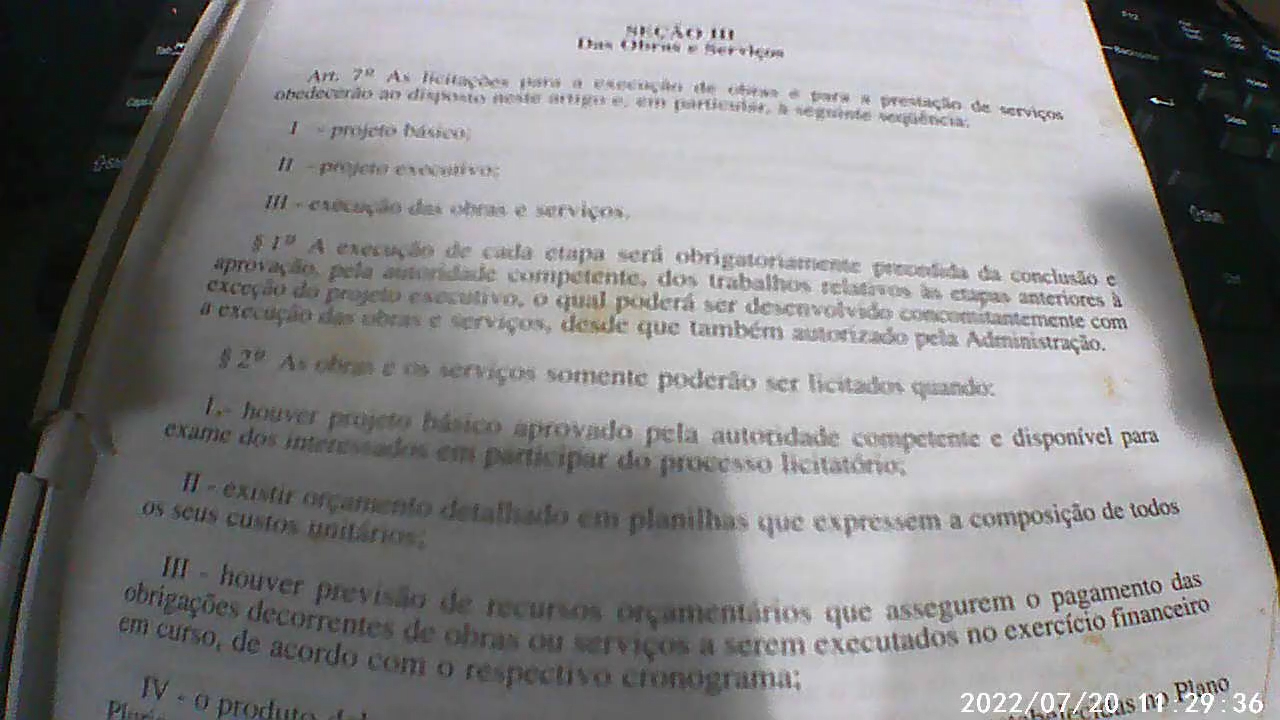 SEÇÃO III
Das Obras e Serviços
Art. 7º As licitações para a execução de obras e para a prestação de serviços
obedecerão ao disposto neste artigo e, em particular, à seguinte seqüência:
I - projeto básico;
II - projeto executivo;
III - execução das obras e serviços.
§ 1º A execução de cada etapa será obrigatoriamente precedida da conclusão e
aprovação, pela autoridade competente, dos trabalhos relativos às etapas anteriores à
exceção do projeto executivo, o qual poderá ser desenvolvido concomitantemente com
a execução das obras e serviços, desde que também autorizado pela Administração.
§ 2º As obras e os serviços somente poderão ser licitados quando:
I.- houver projeto básico aprovado pela autoridade competente e disponível para
exame dos interessados em participar do processo licitatório;
II - existir orçamento detalhado em planilhas que expressem a composição de todos
os seus custos unitários;
III - houver previsão de recursos orçamentários que assegurem o pagamento das
obrigações decorrentes de obras ou serviços a serem executados no exercício financeiro
em curso, de acordo com o respectivo cronograma;
IV - o produto no Plano
2022/07/20 11:29:36